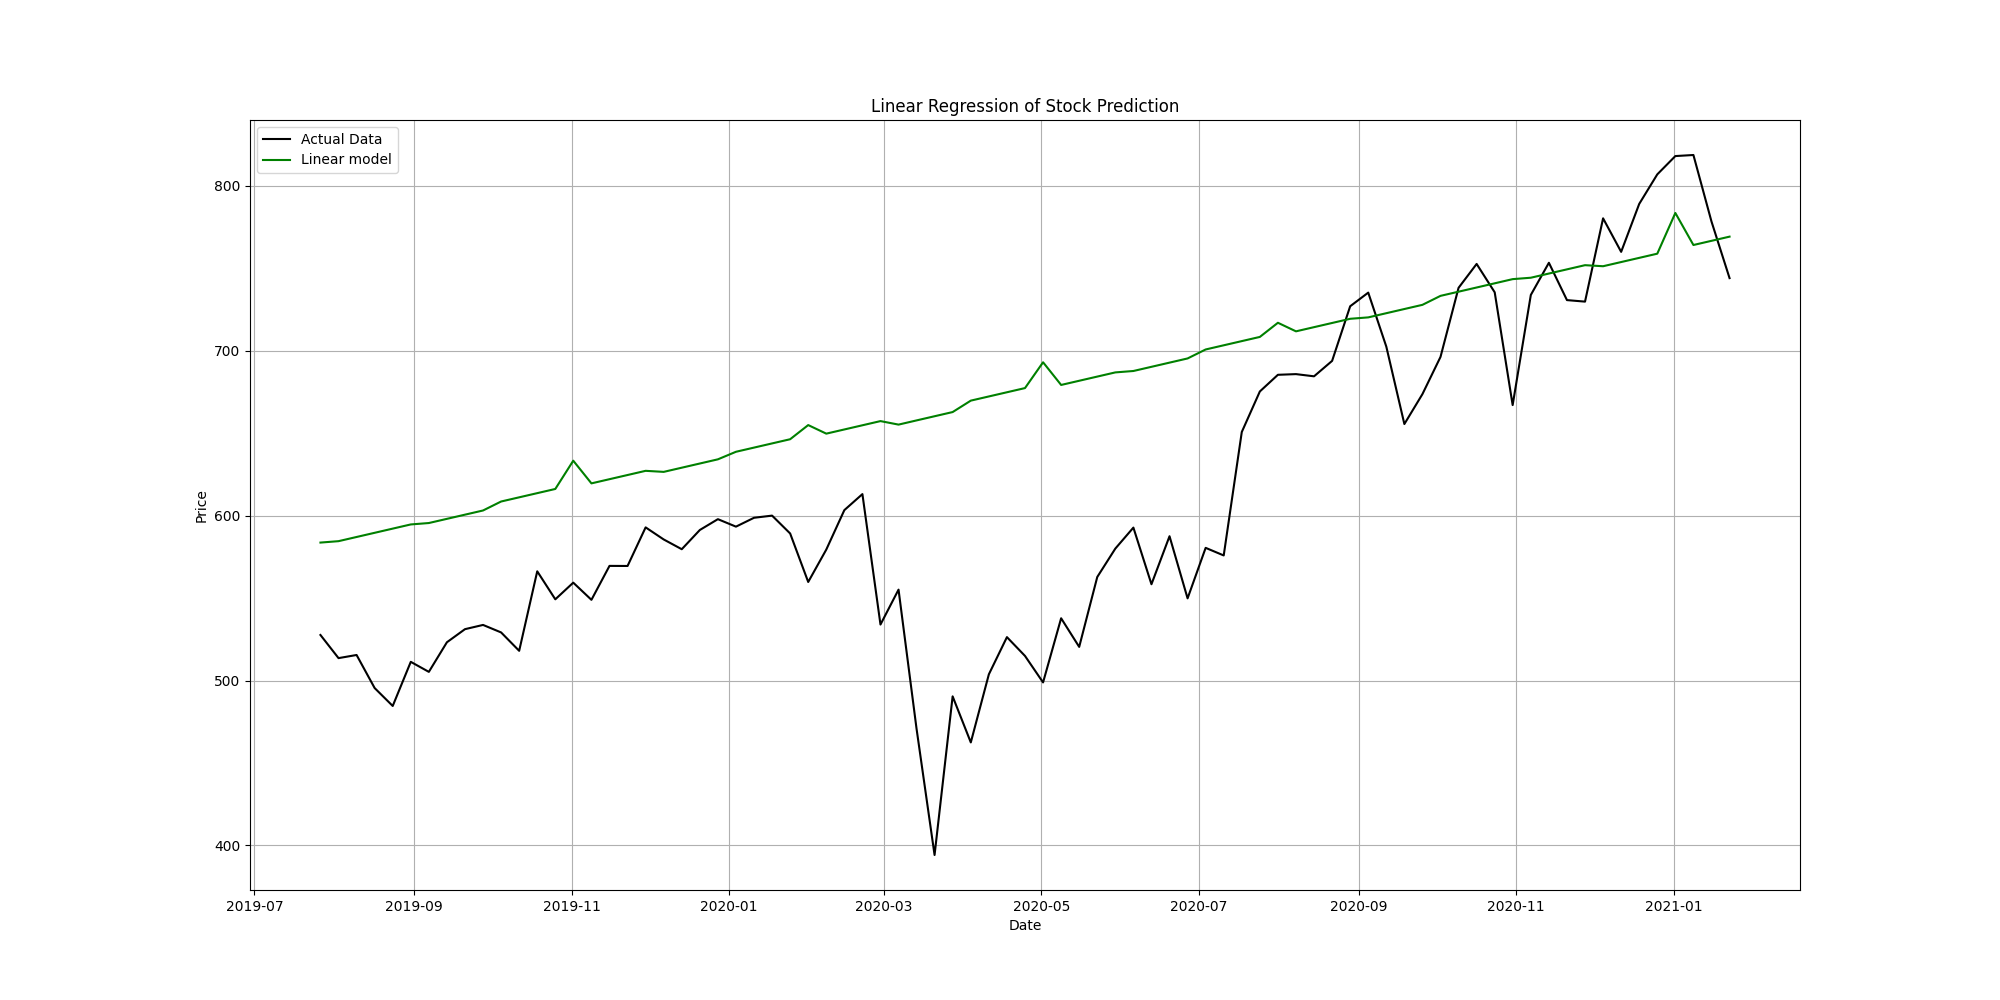 Linear Regression of Stock Prediction
Actual Data
Linear model
800
700
600
500
400
Price
2019-07 2019-09 2019-11 2020-01 2020-03 2020-05 2020-07 2020-09 2020-11 2021-01
Date